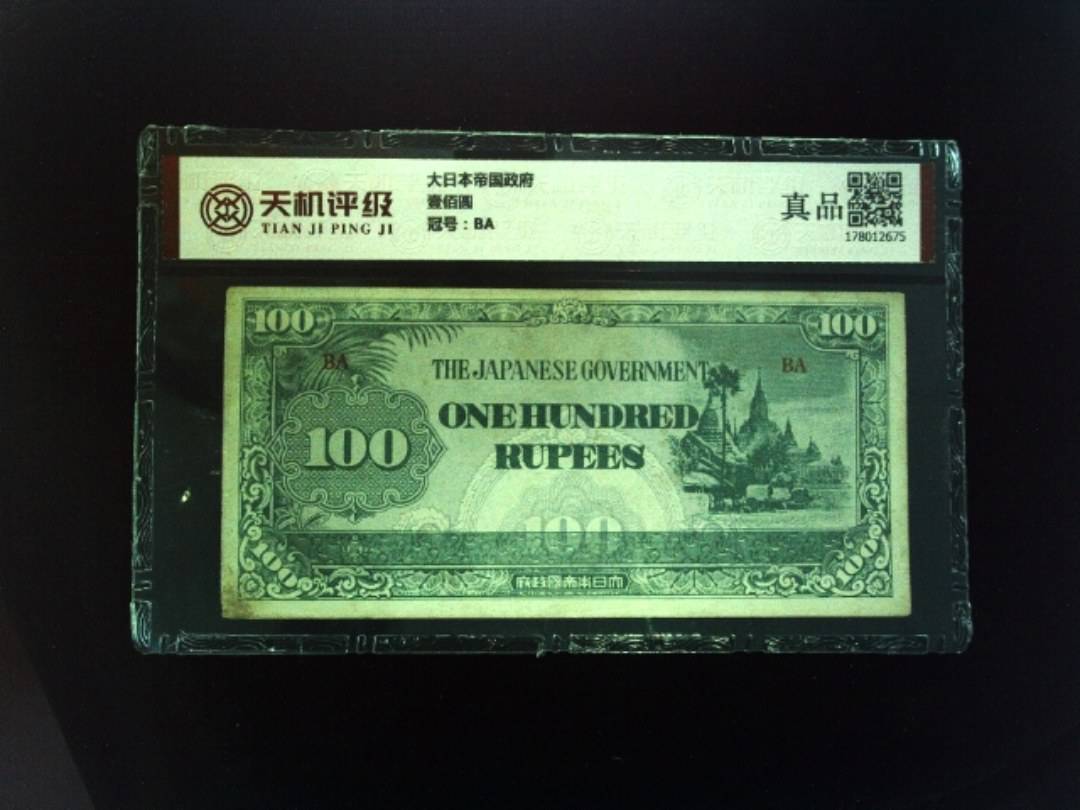 天机评级
TIAN JI PING JI
大日本帝国政府
壹佰圆
冠号：BA
真品
178012675
100 100
BA BA
THE JAPANESE GOVERNMENT
ONE HUNDRED
100
RUPEES
100
100 100
府政國帝本日大